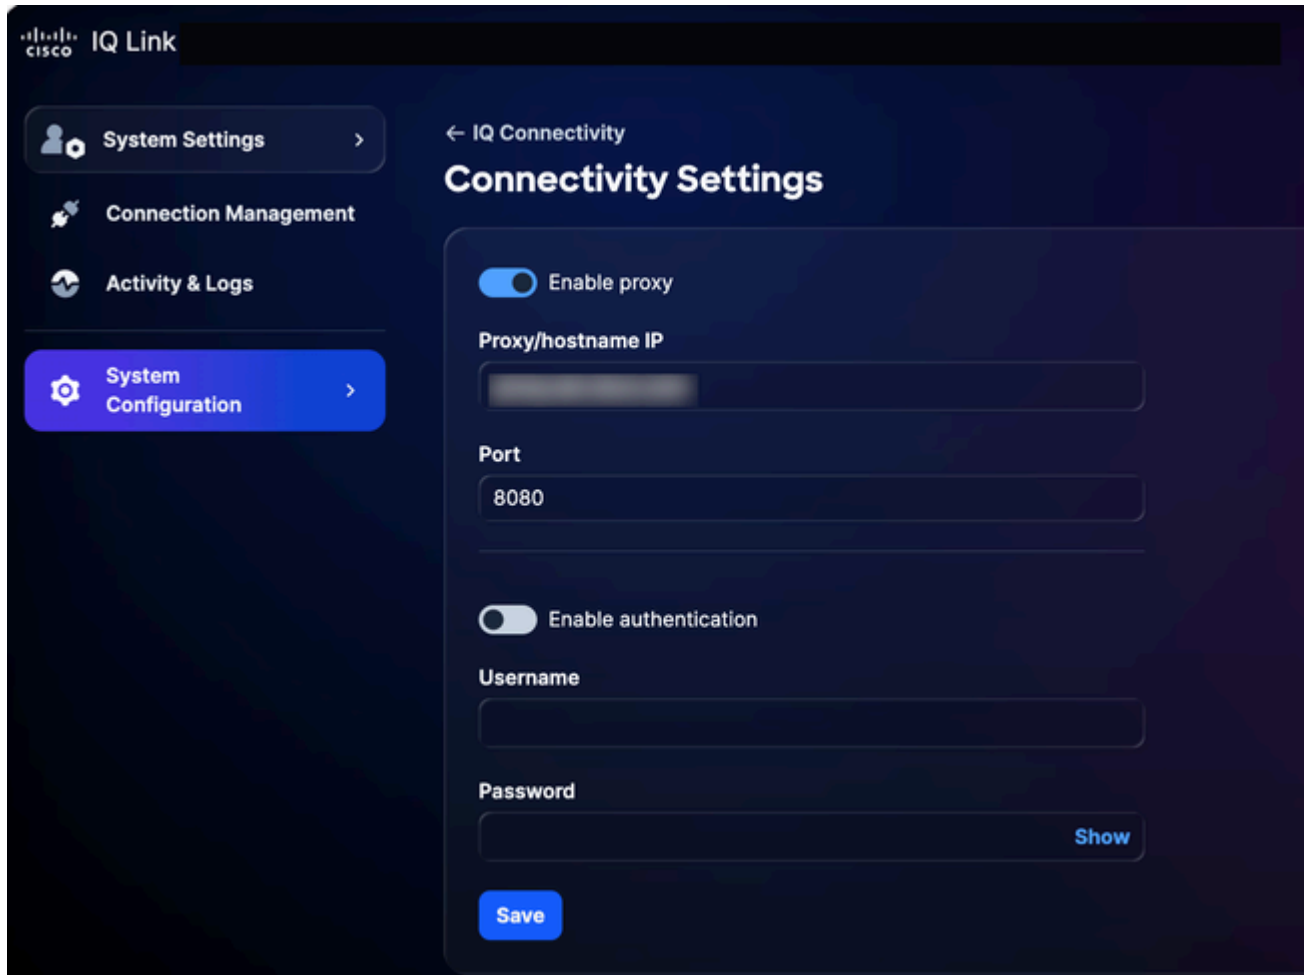 CISCO IQ Link
System Settings
Connection Management
Activity & Logs
System
Configuration
← IQ Connectivity
Connectivity Settings
Enable proxy
Proxy/hostname IP
Port
8080
Enable authentication
Username
Password
Show
Save